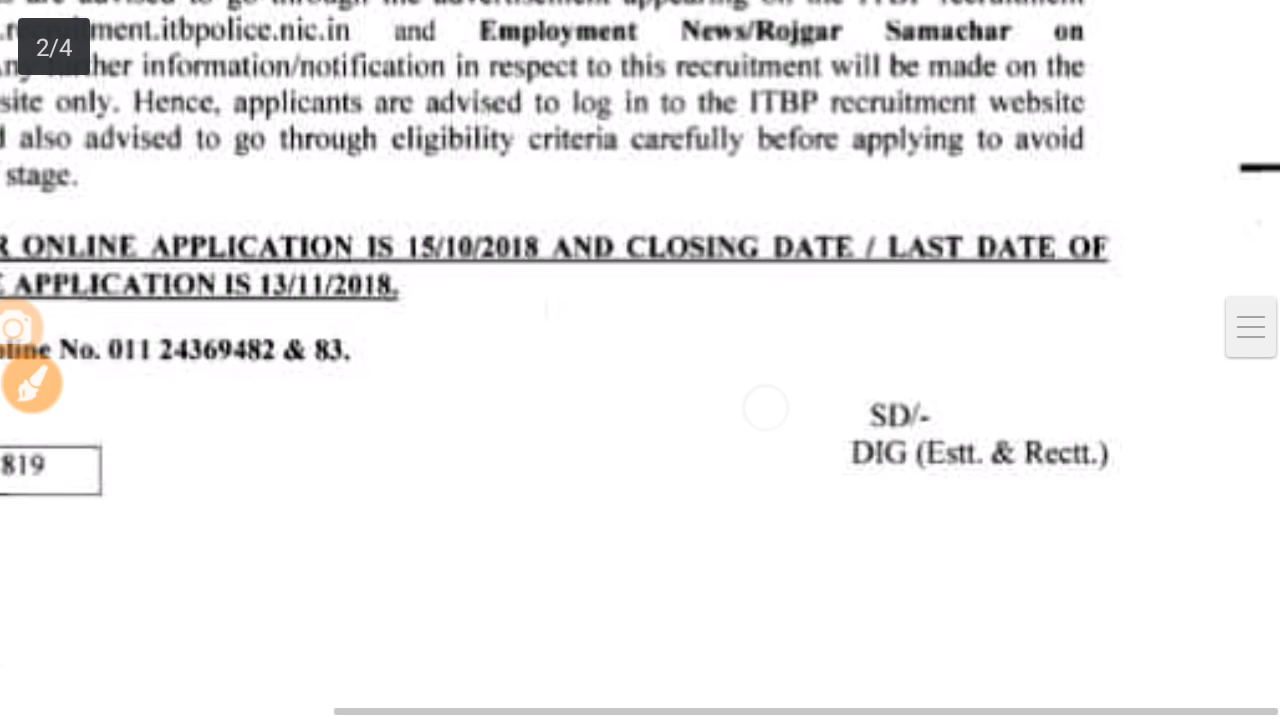 2/4
ment.itbpolice.nic.in and Employment News/Rojgar Samachar on
her information/notification in respect to this recruitment will be made on the
site only. Hence, applicants are advised to log in to the ITBP recruitment website
also advised to go through eligibility criteria carefully before applying to avoid
stage.
R ONLINE APPLICATION IS 15/10/2018 AND CLOSING DATE / LAST DATE OF
APPLICATION IS 13/11/2018.
line No. 011 24369482 & 83.
SD/-
DIG (Estt. & Rectt.)
819